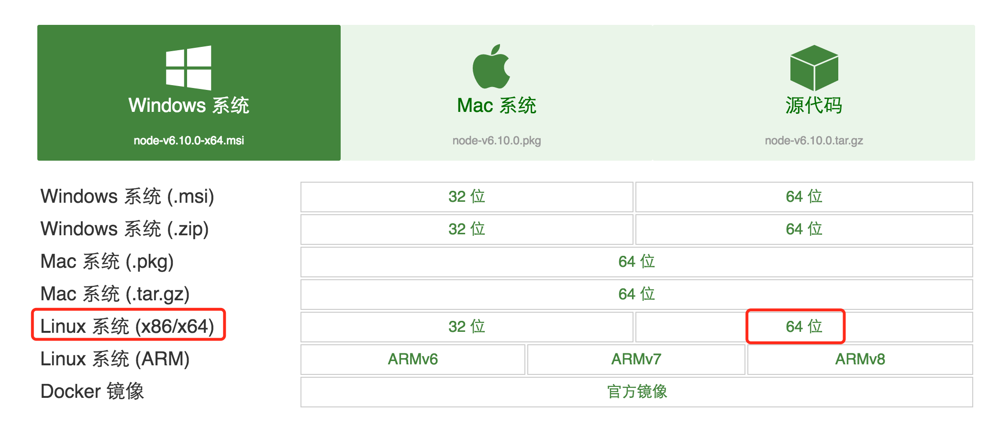 Windows 系统
node-v6.10.0-x64.msi
Mac 系统
node-v6.10.0.pkg
源代码
node-v6.10.0.tar.gz
Windows 系统 (.msi) 32 位 64 位
Windows 系统 (.zip) 32 位 64 位
Mac 系统 (.pkg) 64 位
Mac 系统 (.tar.gz) 64 位
Linux 系统 (x86/x64) 32 位 64 位
Linux 系统 (ARM) ARMv6 ARMv7 ARMv8
Docker 镜像 官方镜像